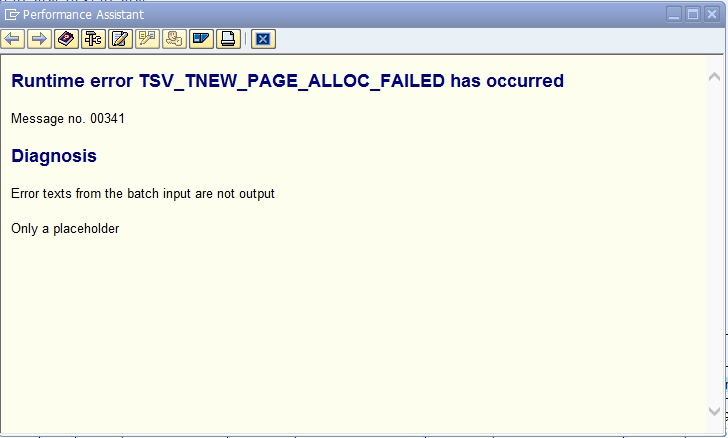 Performance Assistant
Runtime error TSV_TNEW_PAGE_ALLOC_FAILED has occurred
Message no. 00341
Diagnosis
Error texts from the batch input are not output
Only a placeholder